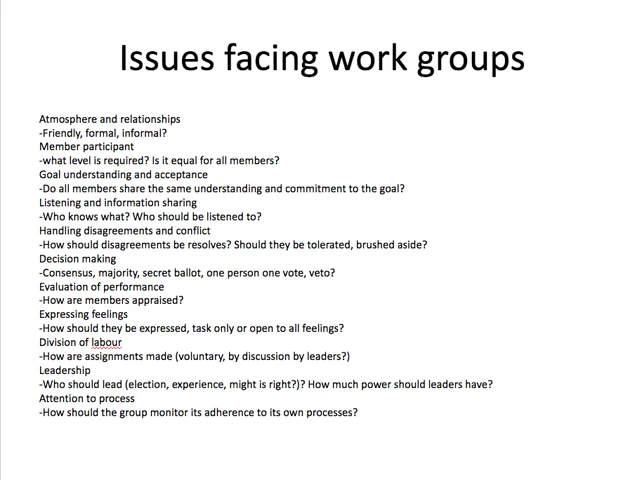 Issues facing work groups
Atmosphere and relationships
-Friendly, formal, informal?
Member participant
-what level is required? Is it equal for all members?
Goal understanding and acceptance
-Do all members share the same understanding and commitment to the goal?
Listening and information sharing
-Who knows what? Who should be listened to?
Handling disagreements and conflict
-How should disagreements be resolves? Should they be tolerated, brushed aside?
Decision making
-Consensus, majority, secret ballot, one person one vote, veto?
Evaluation of performance
-How are members appraised?
Expressing feelings
-How should they be expressed, task only or open to all feelings?
Division of labour
-How are assignments made (voluntary, by discussion by leaders?)
Leadership
-Who should lead (election, experience, might is right?)? How much power should leaders have?
Attention to process
-How should the group monitor its adherence to its own processes?